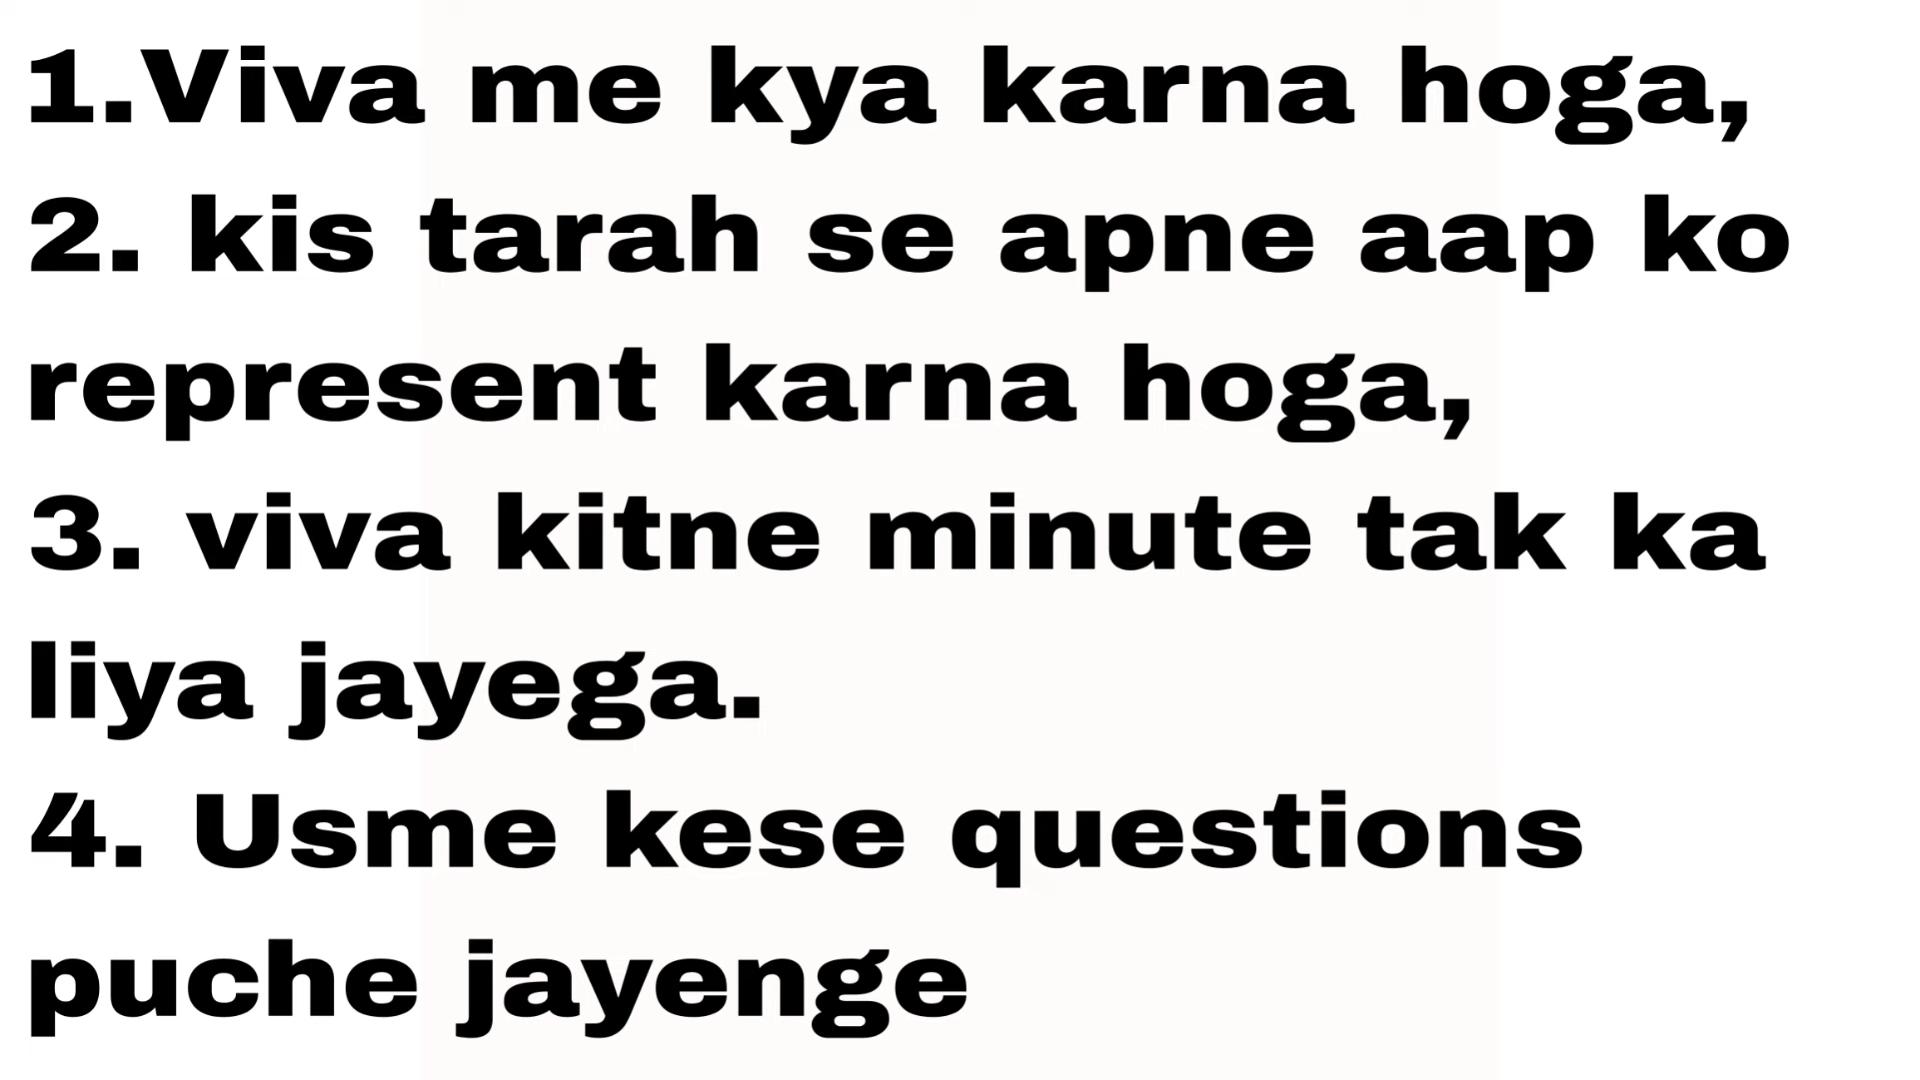 1.Viva me kya karna hoga,
2. kis tarah se apne aap ko
represent karna hoga,
3. viva kitne minute tak ka
liya jayega.
4. Usme kese questions
puche jayenge